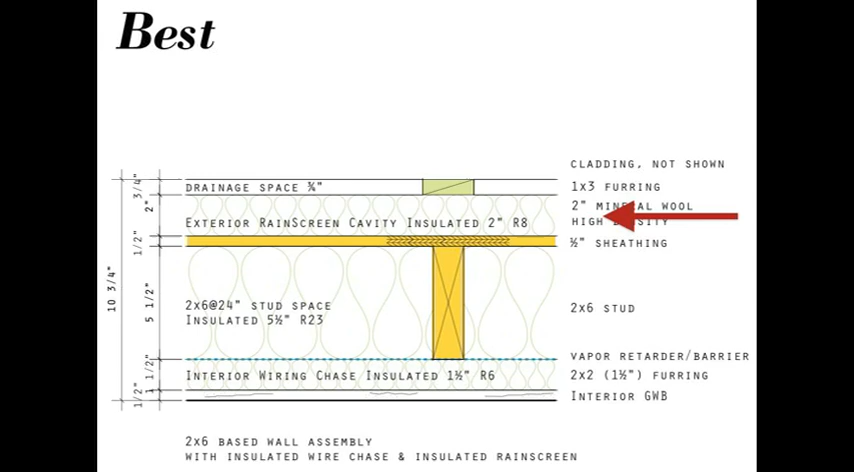 Best
CLADDING, NOT SHOWN
DRAINAGE SPACE ¾"
1x3 FURRING
2" MINERAL WOOL
HIGH DENSITY
EXTERIOR RAINSCREEN CAVITY INSULATED 2" R8
½" SHEATHING
2x6@24" STUD SPACE
INSULATED 5½" R23
2x6 STUD
VAPOR RETARDER/BARRIER
INTERIOR WIRING CHASE INSULATED 1½" R6
2x2 (1½") FURRING
INTERIOR GWB
3/4"
2"
1/2"
10 3/4"
5 1/2"
1 1/2"
1/2"
2x6 BASED WALL ASSEMBLY
WITH INSULATED WIRE CHASE & INSULATED RAINSCREEN